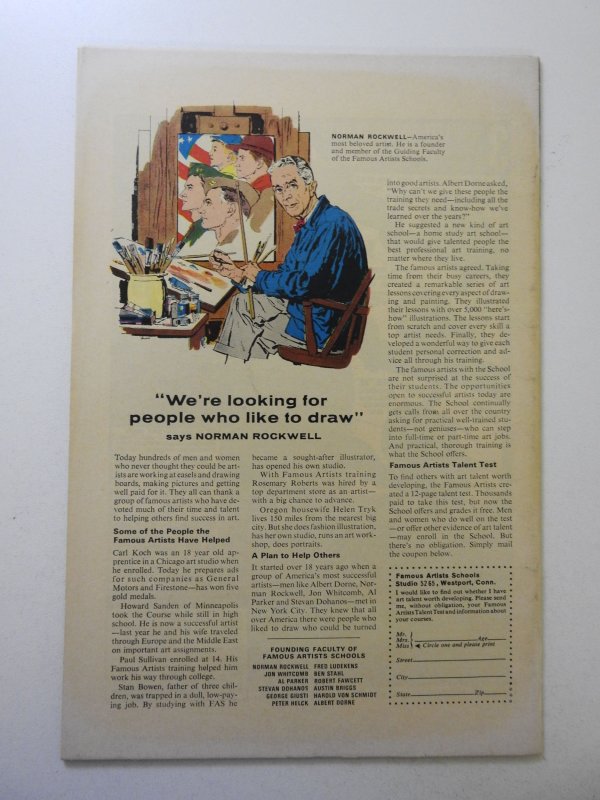 NORMAN ROCKWELL—America's
most beloved artist. He is a founder
and member of the Guiding Faculty
of the Famous Artists Schools.
"We're looking for
people who like to draw"
says NORMAN ROCKWELL
Today hundreds of men and women
who never thought they could be art-
ists are working at easels and drawing
boards, making pictures and getting
well paid for it. They all can thank a
group of famous artists who have de-
voted much of their time and talent
to helping others find success in art.
Some of the People the
Famous Artists Have Helped
Carl Koch was an 18 year old ap-
prentice in a Chicago art studio when
he enrolled. Today he prepares ads
for such companies as General
Motors and Firestone—has won five
gold medals.
Howard Sanden of Minneapolis
took the Course while still in high
school. He is now a successful artist
—last year he and his wife traveled
through Europe and the Middle East
on important art assignments.
Paul Sullivan enrolled at 14. His
Famous Artists training helped him
work his way through college.
Stan Bowen, father of three chil-
dren, was trapped in a dull, low-pay-
ing job. By studying with FAS he
became a sought-after illustrator,
has opened his own studio.
With Famous Artists training
Rosemary Roberts was hired by a
top department store as an artist—
with a big chance to advance.
Oregon housewife Helen Tryk
lives 150 miles from the nearest big
city. But she does fashion illustration,
has her own studio, runs an art work-
shop, does portraits.
A Plan to Help Others
It started over 18 years ago when a
group of America's most successful
artists—men like Albert Dorne, Nor-
man Rockwell, Jon Whitcomb, Al
Parker and Stevan Dohanos—met in
New York City. They knew that all
over America there were people who
liked to draw who could be turned
FOUNDING FACULTY OF
FAMOUS ARTISTS SCHOOLS
NORMAN ROCKWELL FRED LUDEKENS
JON WHITCOMB BEN STAHL
AL PARKER ROBERT FAWCETT
STEVAN DOHANOS AUSTIN BRIGGS
GEORGE GIUSTI HAROLD VON SCHMIDT
PETER HELCK ALBERT DORNE
into good artists. Albert Dorne asked,
"Why can't we give these people the
training they need—including all the
trade secrets and know-how we've
learned over the years?"
He suggested a new kind of art
school—a home study art school—
that would give talented people the
best professional art training, no
matter where they live.
The famous artists agreed. Taking
time from their busy careers, they
created a remarkable series of art
lessons covering every aspect of draw-
ing and painting. They illustrated
their lessons with over 5,000 "here's-
how" illustrations. The lessons start
from scratch and cover every skill a
top artist needs. Finally, they de-
veloped a wonderful way to give each
student personal correction and ad-
vice all through his training.
The famous artists with the School
are not surprised at the success of
their students. The opportunities
open to successful artists today are
enormous. The School continually
gets calls from all over the country
asking for practical well-trained stu-
dents—not geniuses—who can step
into full-time or part-time art jobs.
And practical, thorough training is
what the School offers.
Famous Artists Talent Test
To find others with art talent worth
developing, the Famous Artists cre-
ated a 12-page talent test. Thousands
paid to take this test, but now the
School offers and grades it free. Men
and women who do well on the test
—or offer other evidence of art talent
—may enroll in the School. But
there's no obligation. Simply mail
the coupon below.
Famous Artists Schools
Studio 5265, Westport, Conn.
I would like to find out whether I have
art talent worth developing. Please send
me, without obligation, your Famous
Artists Talent Test and information about
your courses.
Mr.
Mrs. Age
Miss Circle one and please print
Street
City
State Zip